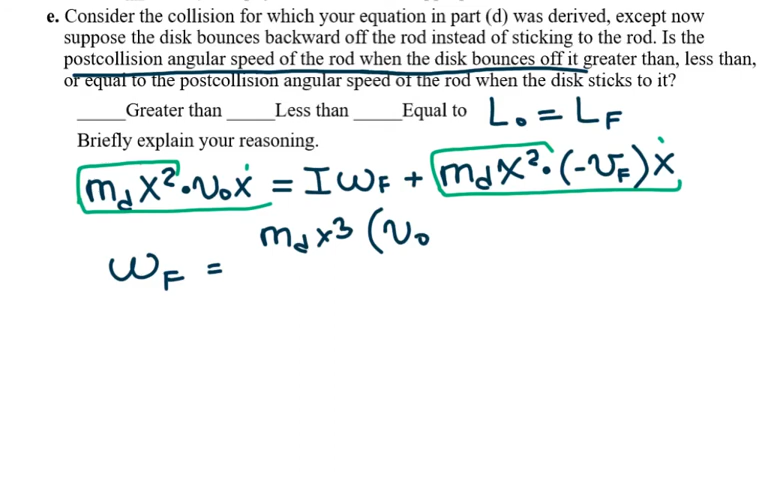 e. Consider the collision for which your equation in part (d) was derived, except now
suppose the disk bounces backward off the rod instead of sticking to the rod. Is the
postcollision angular speed of the rod when the disk bounces off it greater than, less than,
or equal to the postcollision angular speed of the rod when the disk sticks to it?
_____Greater than _____Less than _____Equal to L₀ = L_F
Briefly explain your reasoning.
m_d x² · v₀ẋ = I ω_F + m_d x² · (-v_F) ẋ
m_d x³ (v₀
ω_F =